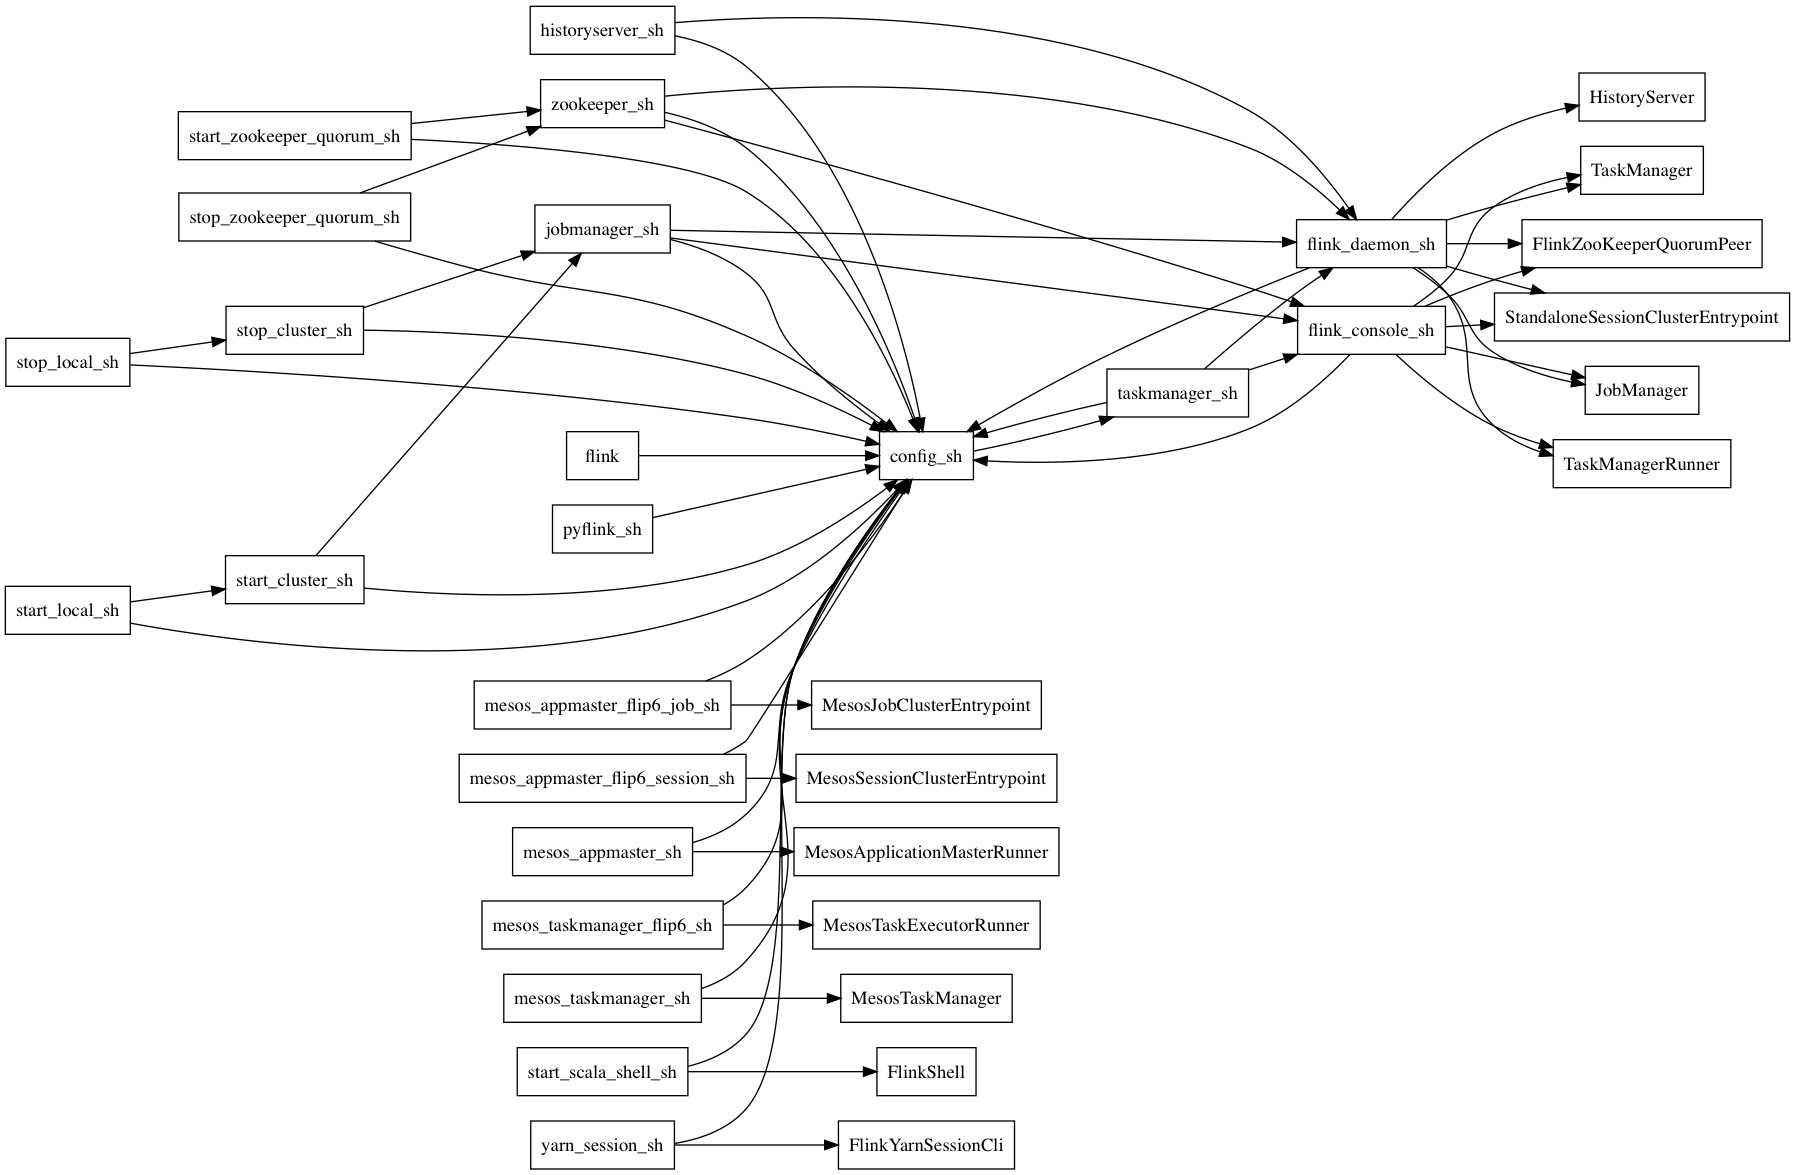 historyserver_sh
zookeeper_sh
start_zookeeper_quorum_sh
stop_zookeeper_quorum_sh
jobmanager_sh
stop_cluster_sh
stop_local_sh
flink
pyflink_sh
start_cluster_sh
start_local_sh
config_sh
taskmanager_sh
flink_daemon_sh
flink_console_sh
HistoryServer
TaskManager
FlinkZooKeeperQuorumPeer
StandaloneSessionClusterEntrypoint
JobManager
TaskManagerRunner
mesos_appmaster_flip6_job_sh
MesosJobClusterEntrypoint
mesos_appmaster_flip6_session_sh
MesosSessionClusterEntrypoint
mesos_appmaster_sh
MesosApplicationMasterRunner
mesos_taskmanager_flip6_sh
MesosTaskExecutorRunner
mesos_taskmanager_sh
MesosTaskManager
start_scala_shell_sh
FlinkShell
yarn_session_sh
FlinkYarnSessionCli